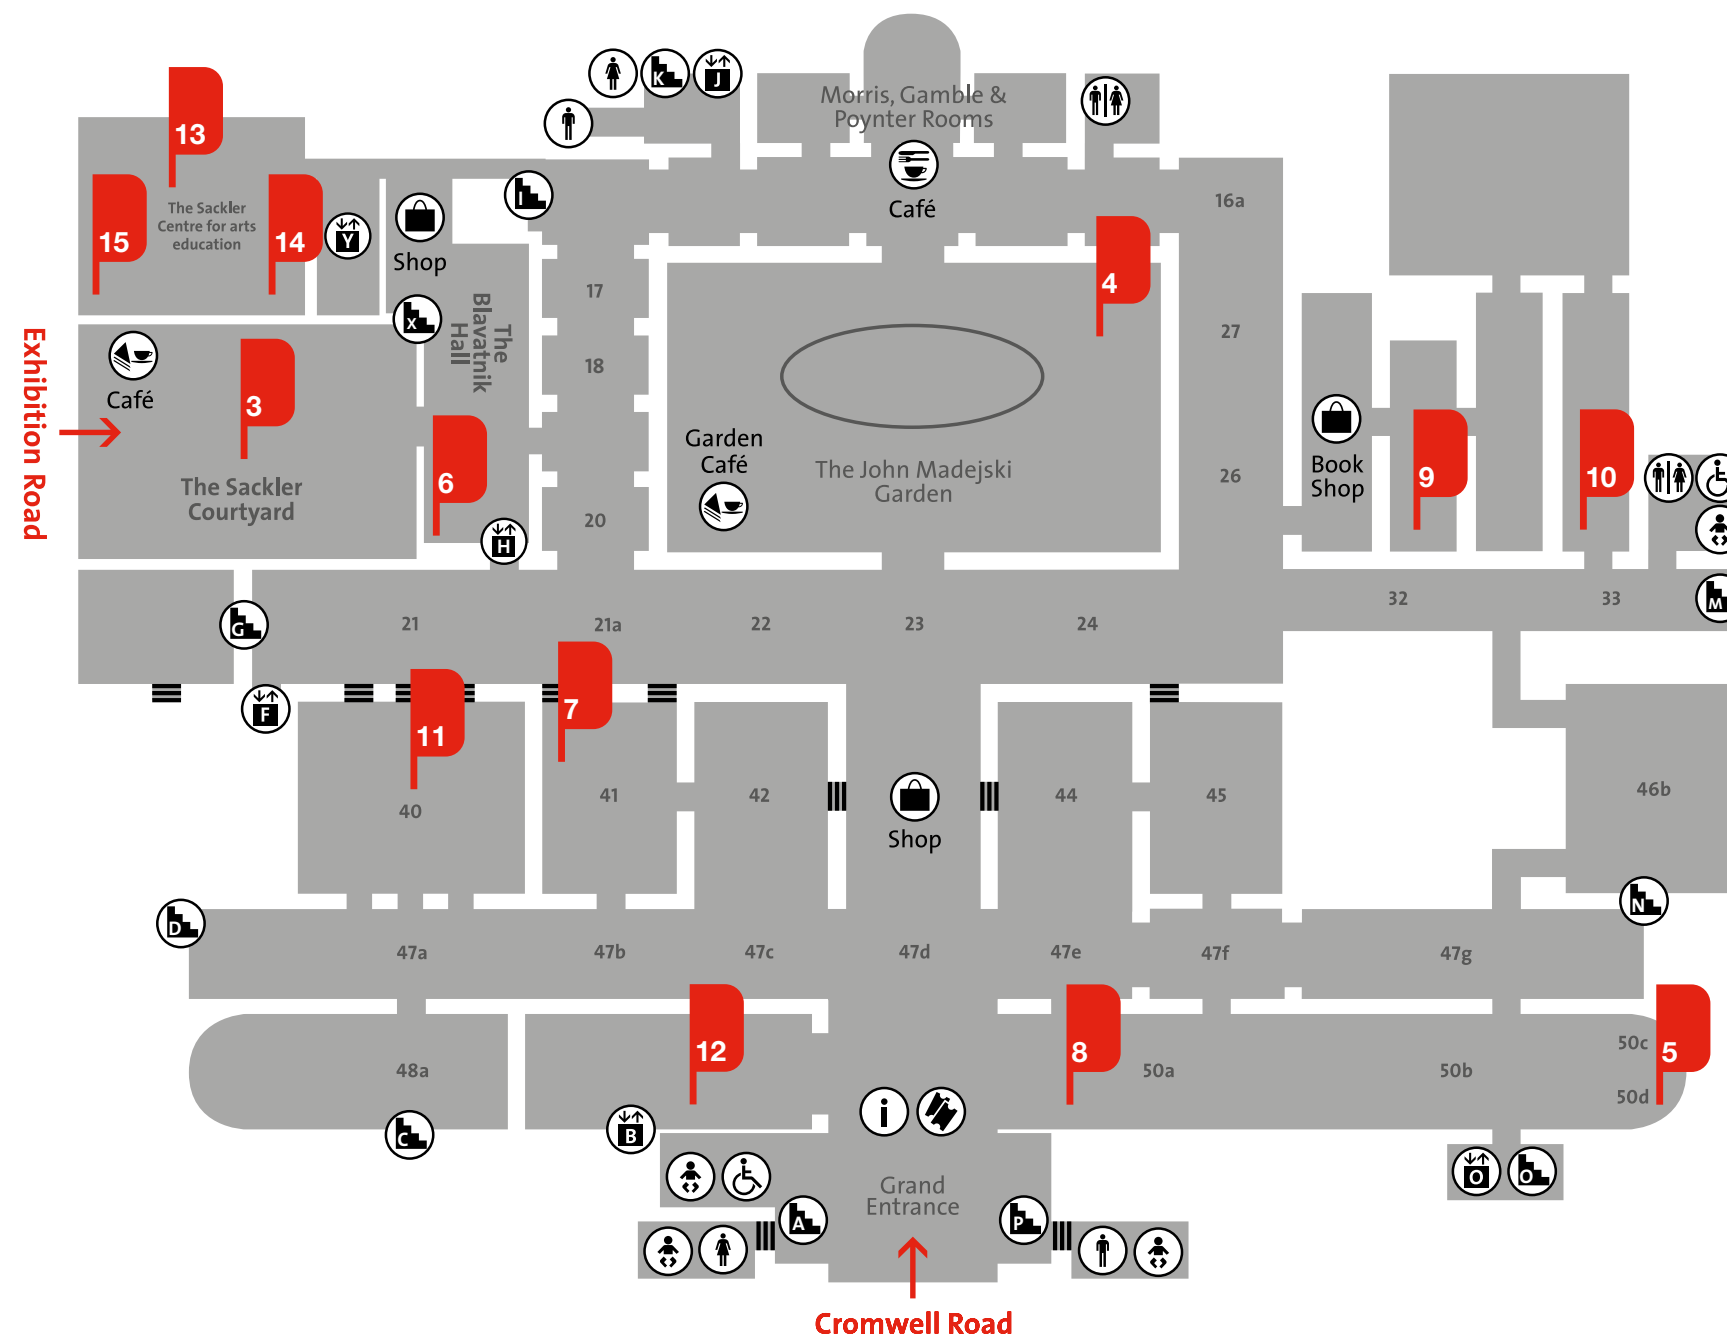 K
J
Morris, Gamble &
Poynter Rooms
13
Café
15
The Sackler
Centre for arts
education
14
Y
Shop
I
16a
4
X
17
The
Blavatnik
Hall
27
Exhibition Road
Café
3
18
6
Garden
Café
The John Madejski
Garden
26
Book
Shop
9
10
The Sackler
Courtyard
20
H
G
21
21a
22
23
24
32
33
M
F
11
7
40
41
42
Shop
44
45
46b
D
N
47a
47b
47c
47d
47e
47f
47g
48a
12
8
50a
50b
50c
50d
5
C
B
i
A
Grand
Entrance
P
O
O
Cromwell Road